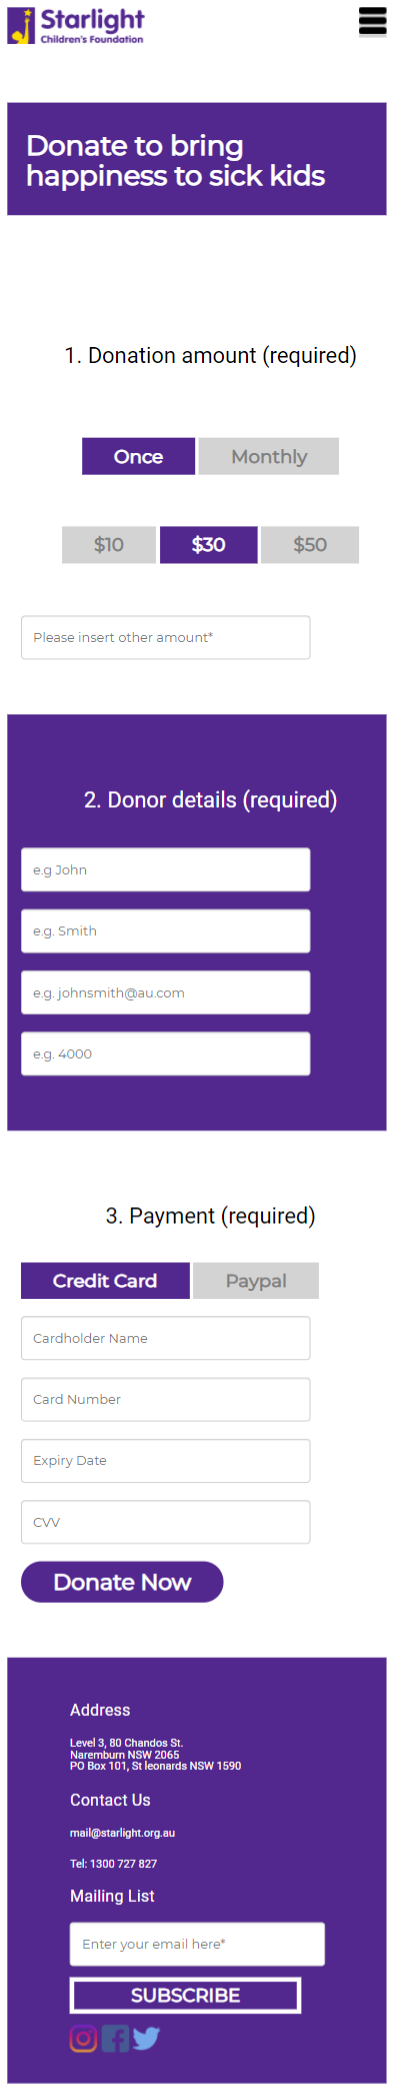 Starlight
Children's Foundation
Donate to bring
happiness to sick kids
1. Donation amount (required)
Once Monthly
$10 $30 $50
Please insert other amount*
2. Donor details (required)
e.g John
e.g. Smith
e.g. johnsmith@au.com
e.g. 4000
3. Payment (required)
Credit Card Paypal
Cardholder Name
Card Number
Expiry Date
CVV
Donate Now
Address
Level 3, 80 Chandos St.
Naremburn NSW 2065
PO Box 101, St leonards NSW 1590
Contact Us
mail@starlight.org.au
Tel: 1300 727 827
Mailing List
Enter your email here*
SUBSCRIBE